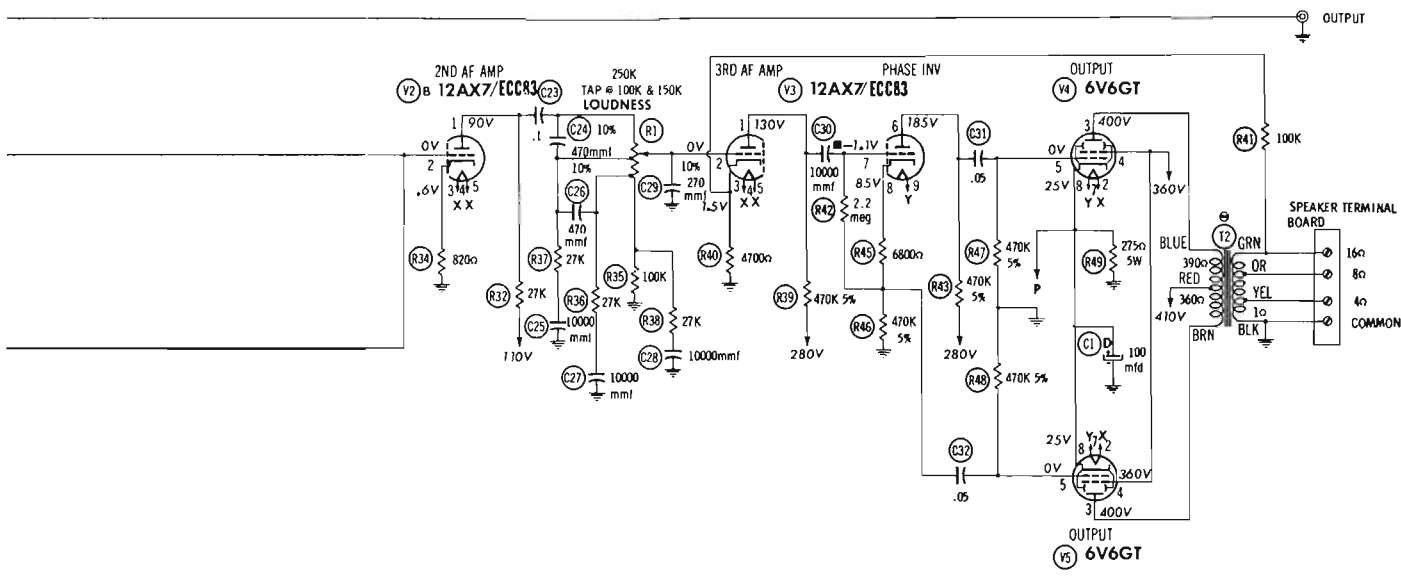 OUTPUT
2ND AF AMP
V2 B 12AX7/ECC83
C23
.1
1 90V
0V
2
.6V
3 4 5
X X
R34 820Ω
R32 27K
110V
C24 10%
470mmf
10%
C26
470
mmf
R37 27K
C25 10000
mmf
R36 27K
C27 10000
mmf
250K
TAP @ 100K & 150K
LOUDNESS
R1
R35 100K
R38 27K
C28 10000mmf
0V
10%
C29 270
mmf
3RD AF AMP
V3 12AX7/ECC83
PHASE INV
1 130V
2
1.5V
3 4 5
X X
R40 4700Ω
R39 470K 5%
280V
C30
■-1.1V
10000
mmf
7
R42 2.2
meg
6 185V
85V
8 9
Y
R45 6800Ω
R46 470K
5%
C31
.05
R43 470K
5%
280V
R47 470K
5%
R48 470K 5%
C32
.05
OUTPUT
V4 6V6GT
3 400V
0V
5
4
25V
8 7 2
Y X
360V
P
R49 275Ω
5W
C1 D
100
mfd
25V
Y X
8 7 2
0V
5
360V
4
3 400V
OUTPUT
V5 6V6GT
R41 100K
T2
BLUE
390Ω
RED
360Ω
410V
BRN
GRN
OR
YEL
1Ω
BLK
SPEAKER TERMINAL
BOARD
16Ω
8Ω
4Ω
COMMON